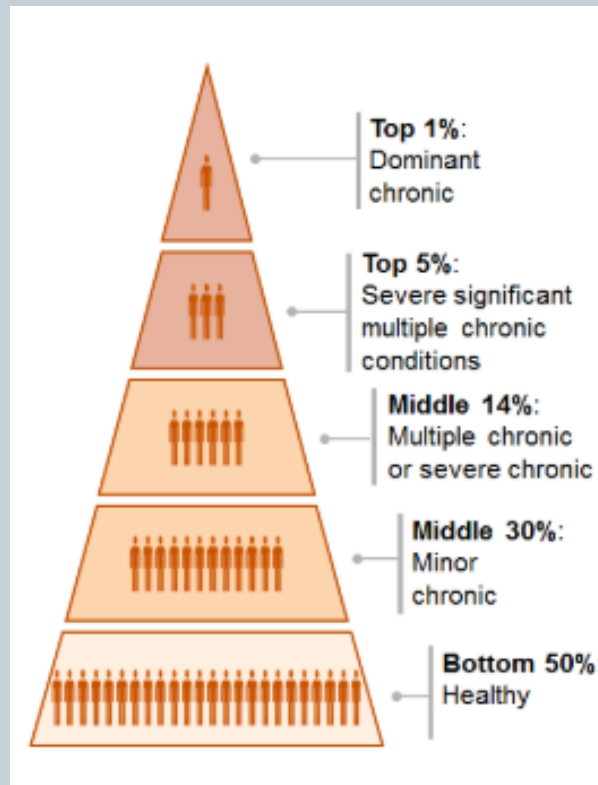 Top 1%:
Dominant
chronic
Top 5%:
Severe significant
multiple chronic
conditions
Middle 14%:
Multiple chronic
or severe chronic
Middle 30%:
Minor
chronic
Bottom 50%
Healthy